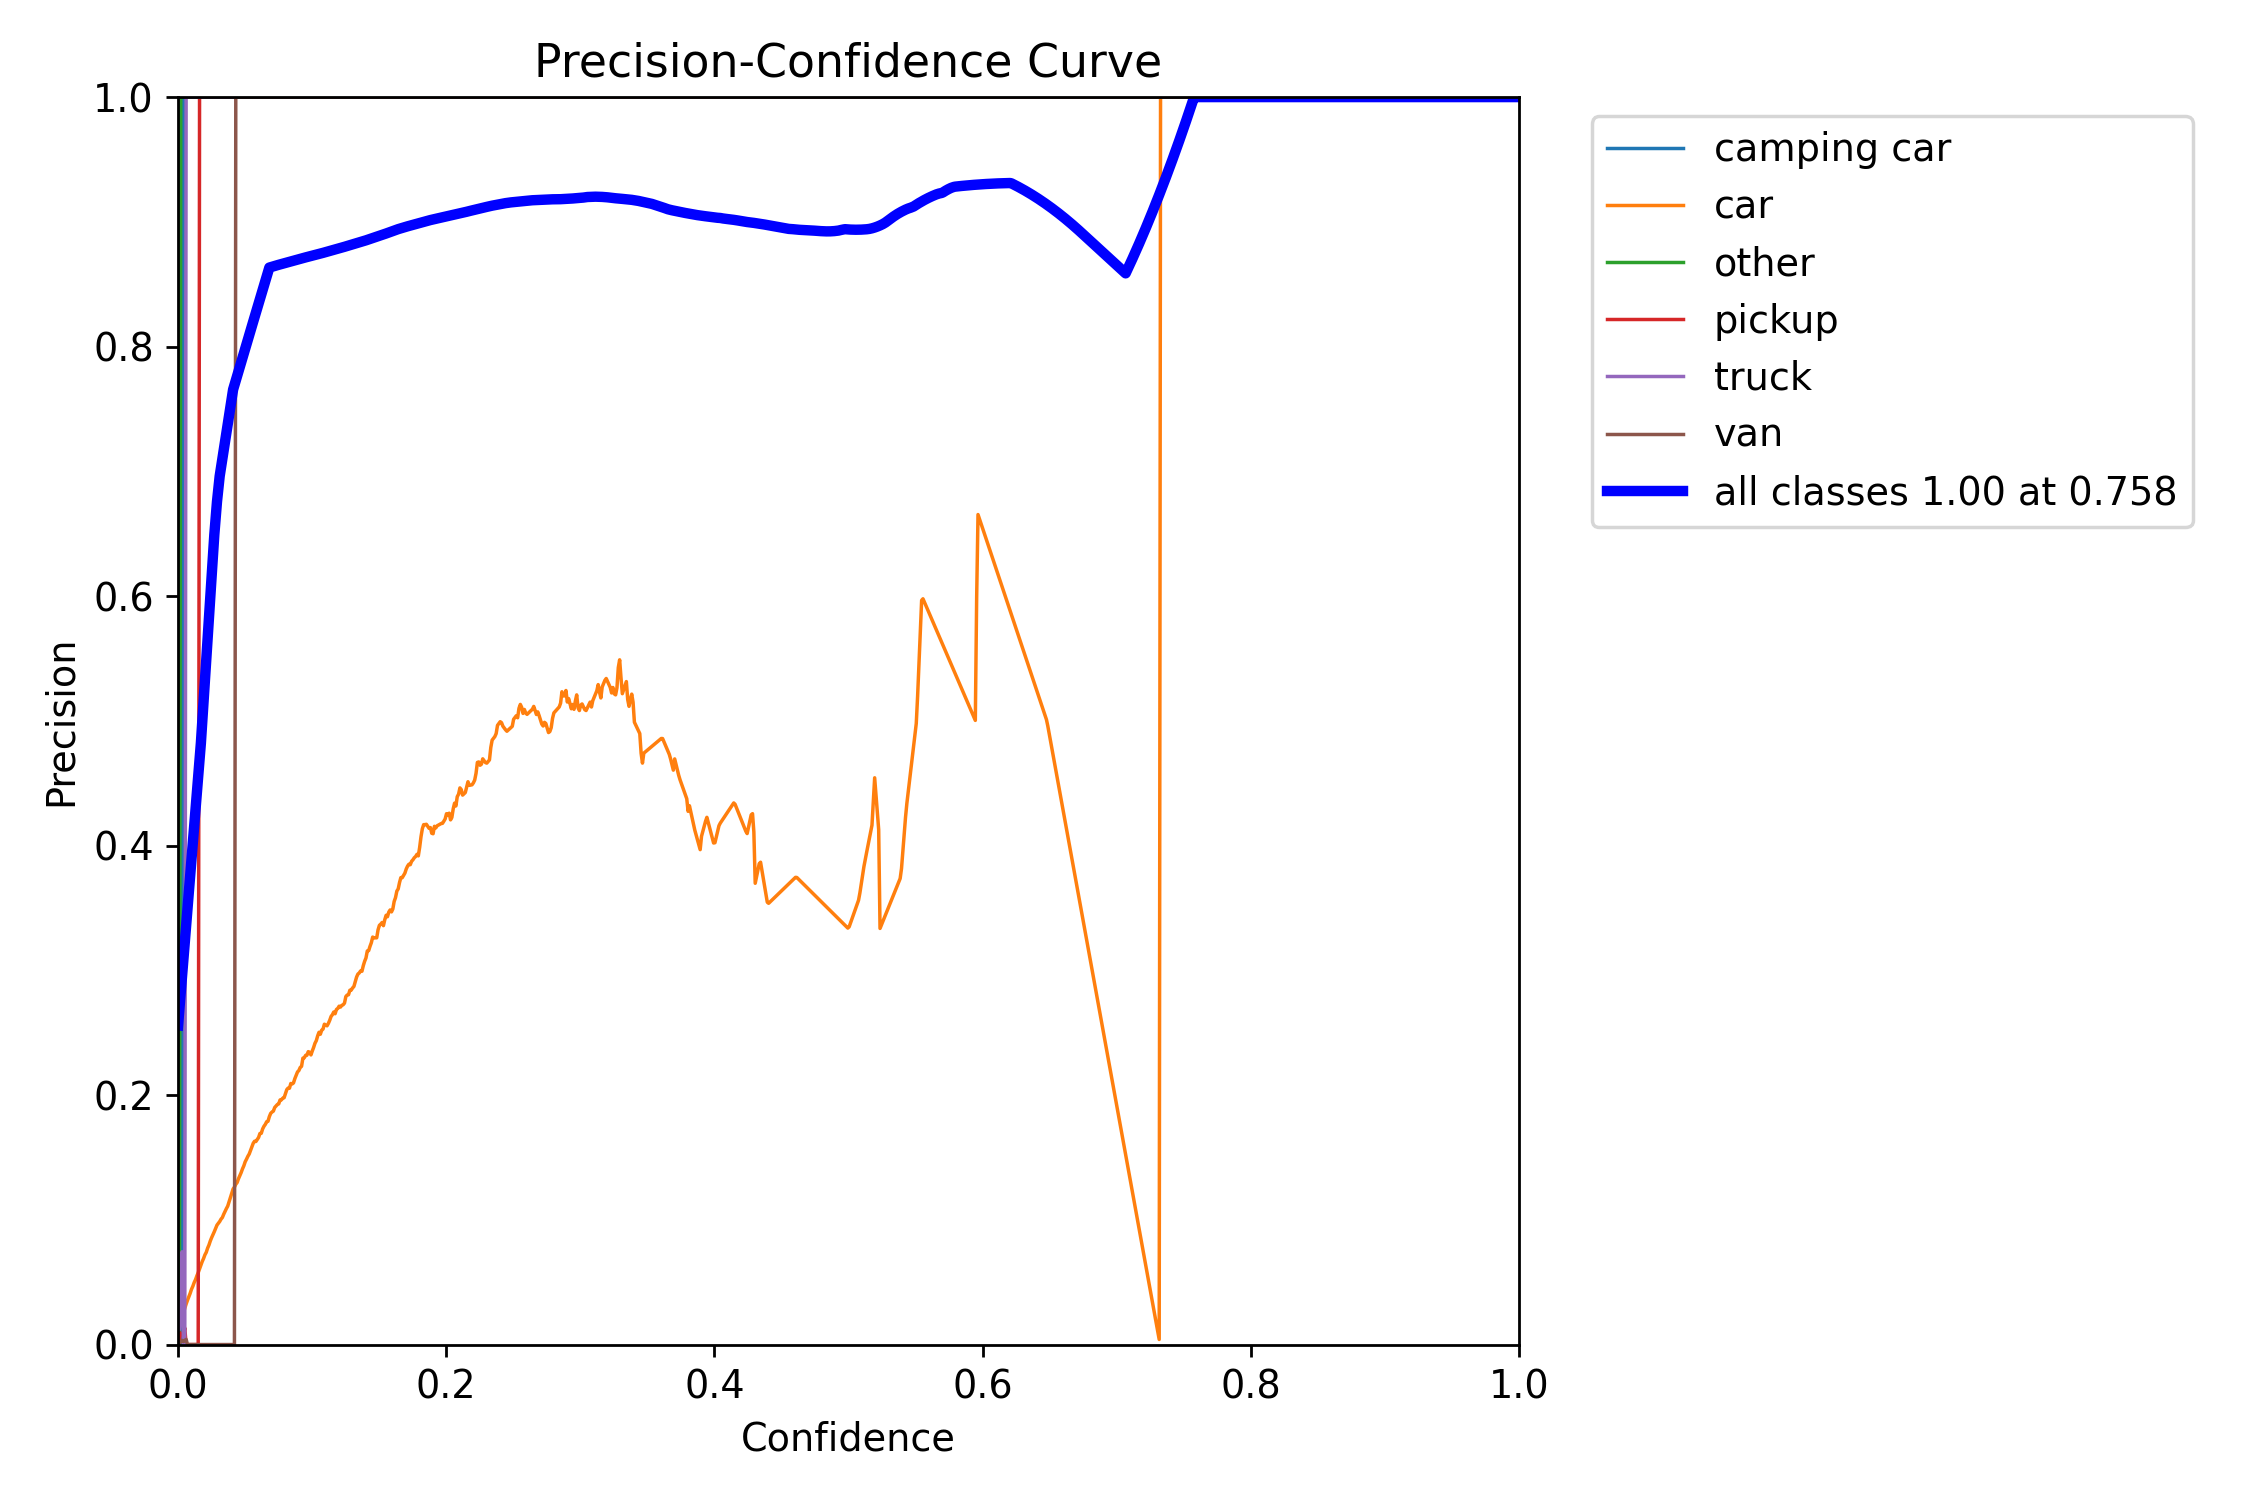 Precision-Confidence Curve
1.0
0.8
0.6
0.4
0.2
0.0
Precision
0.0 0.2 0.4 0.6 0.8 1.0
Confidence
camping car
car
other
pickup
truck
van
all classes 1.00 at 0.758